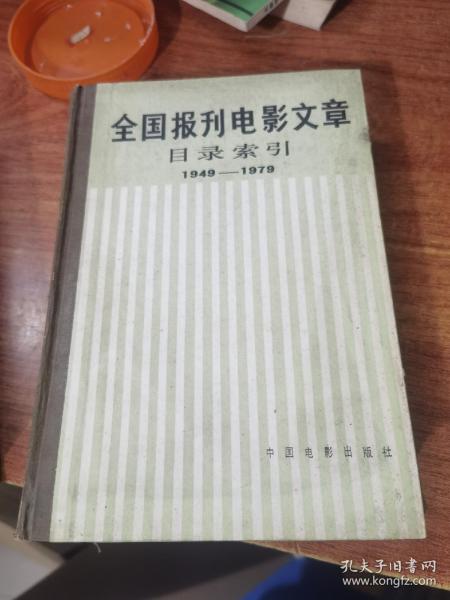 全国报刊电影文章
目录索引
1949—1979
中国电影出版社
孔夫子旧书网
www.kongfz.com